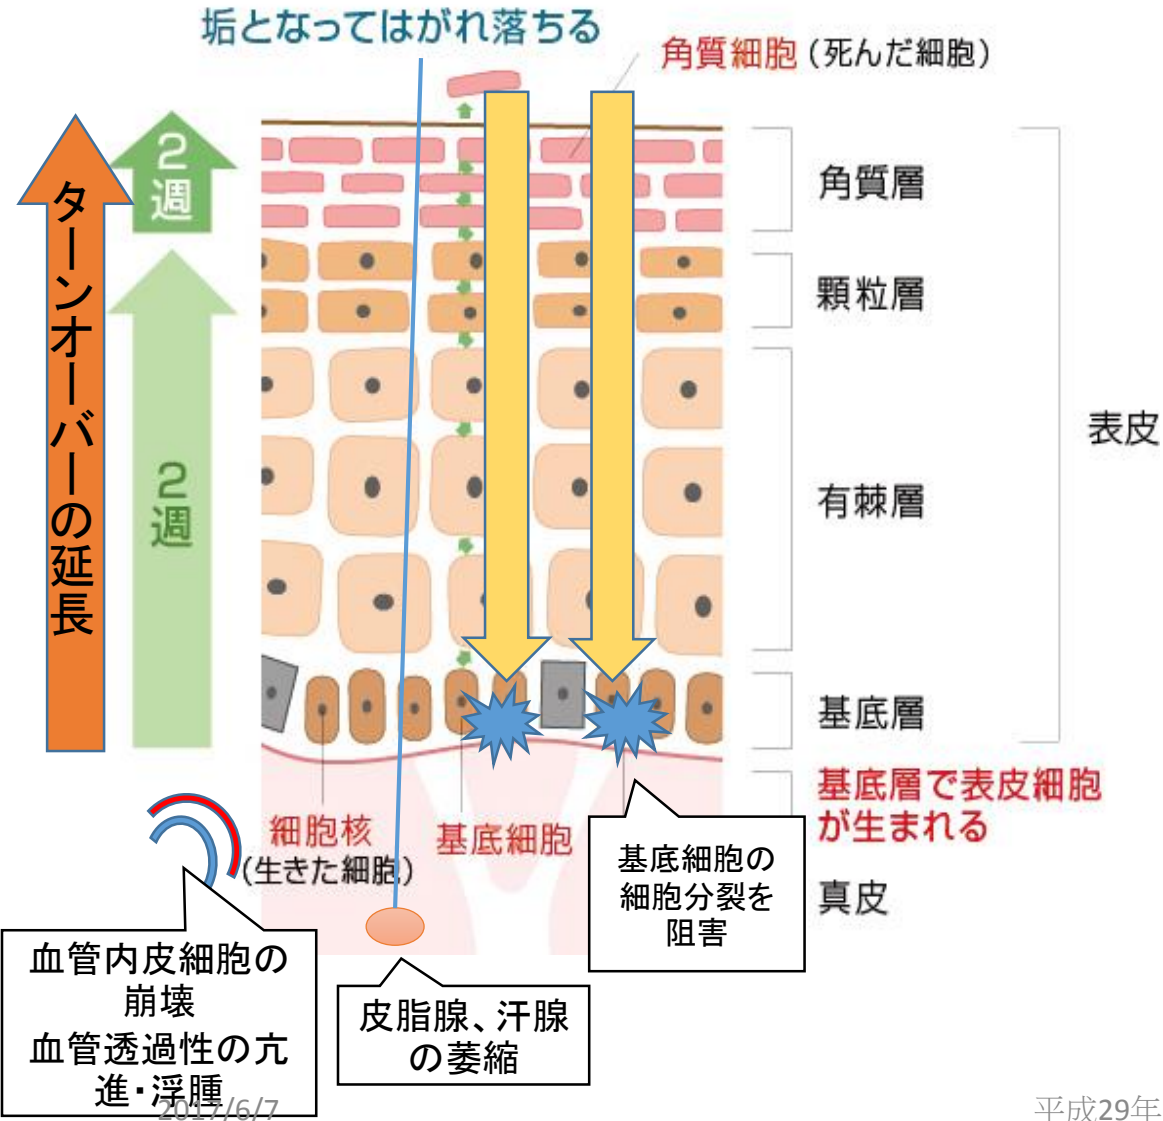 垢となってはがれ落ちる
角質細胞(死んだ細胞)
ターンオーバーの延長
2週
2週
角質層
顆粒層
有棘層
基底層
表皮
基底層で表皮細胞
が生まれる
真皮
細胞核
(生きた細胞)
基底細胞
基底細胞の
細胞分裂を
阻害
血管内皮細胞の
崩壊
血管透過性の亢
進・浮腫
皮脂腺、汗腺
の萎縮
2017/6/7
平成29年